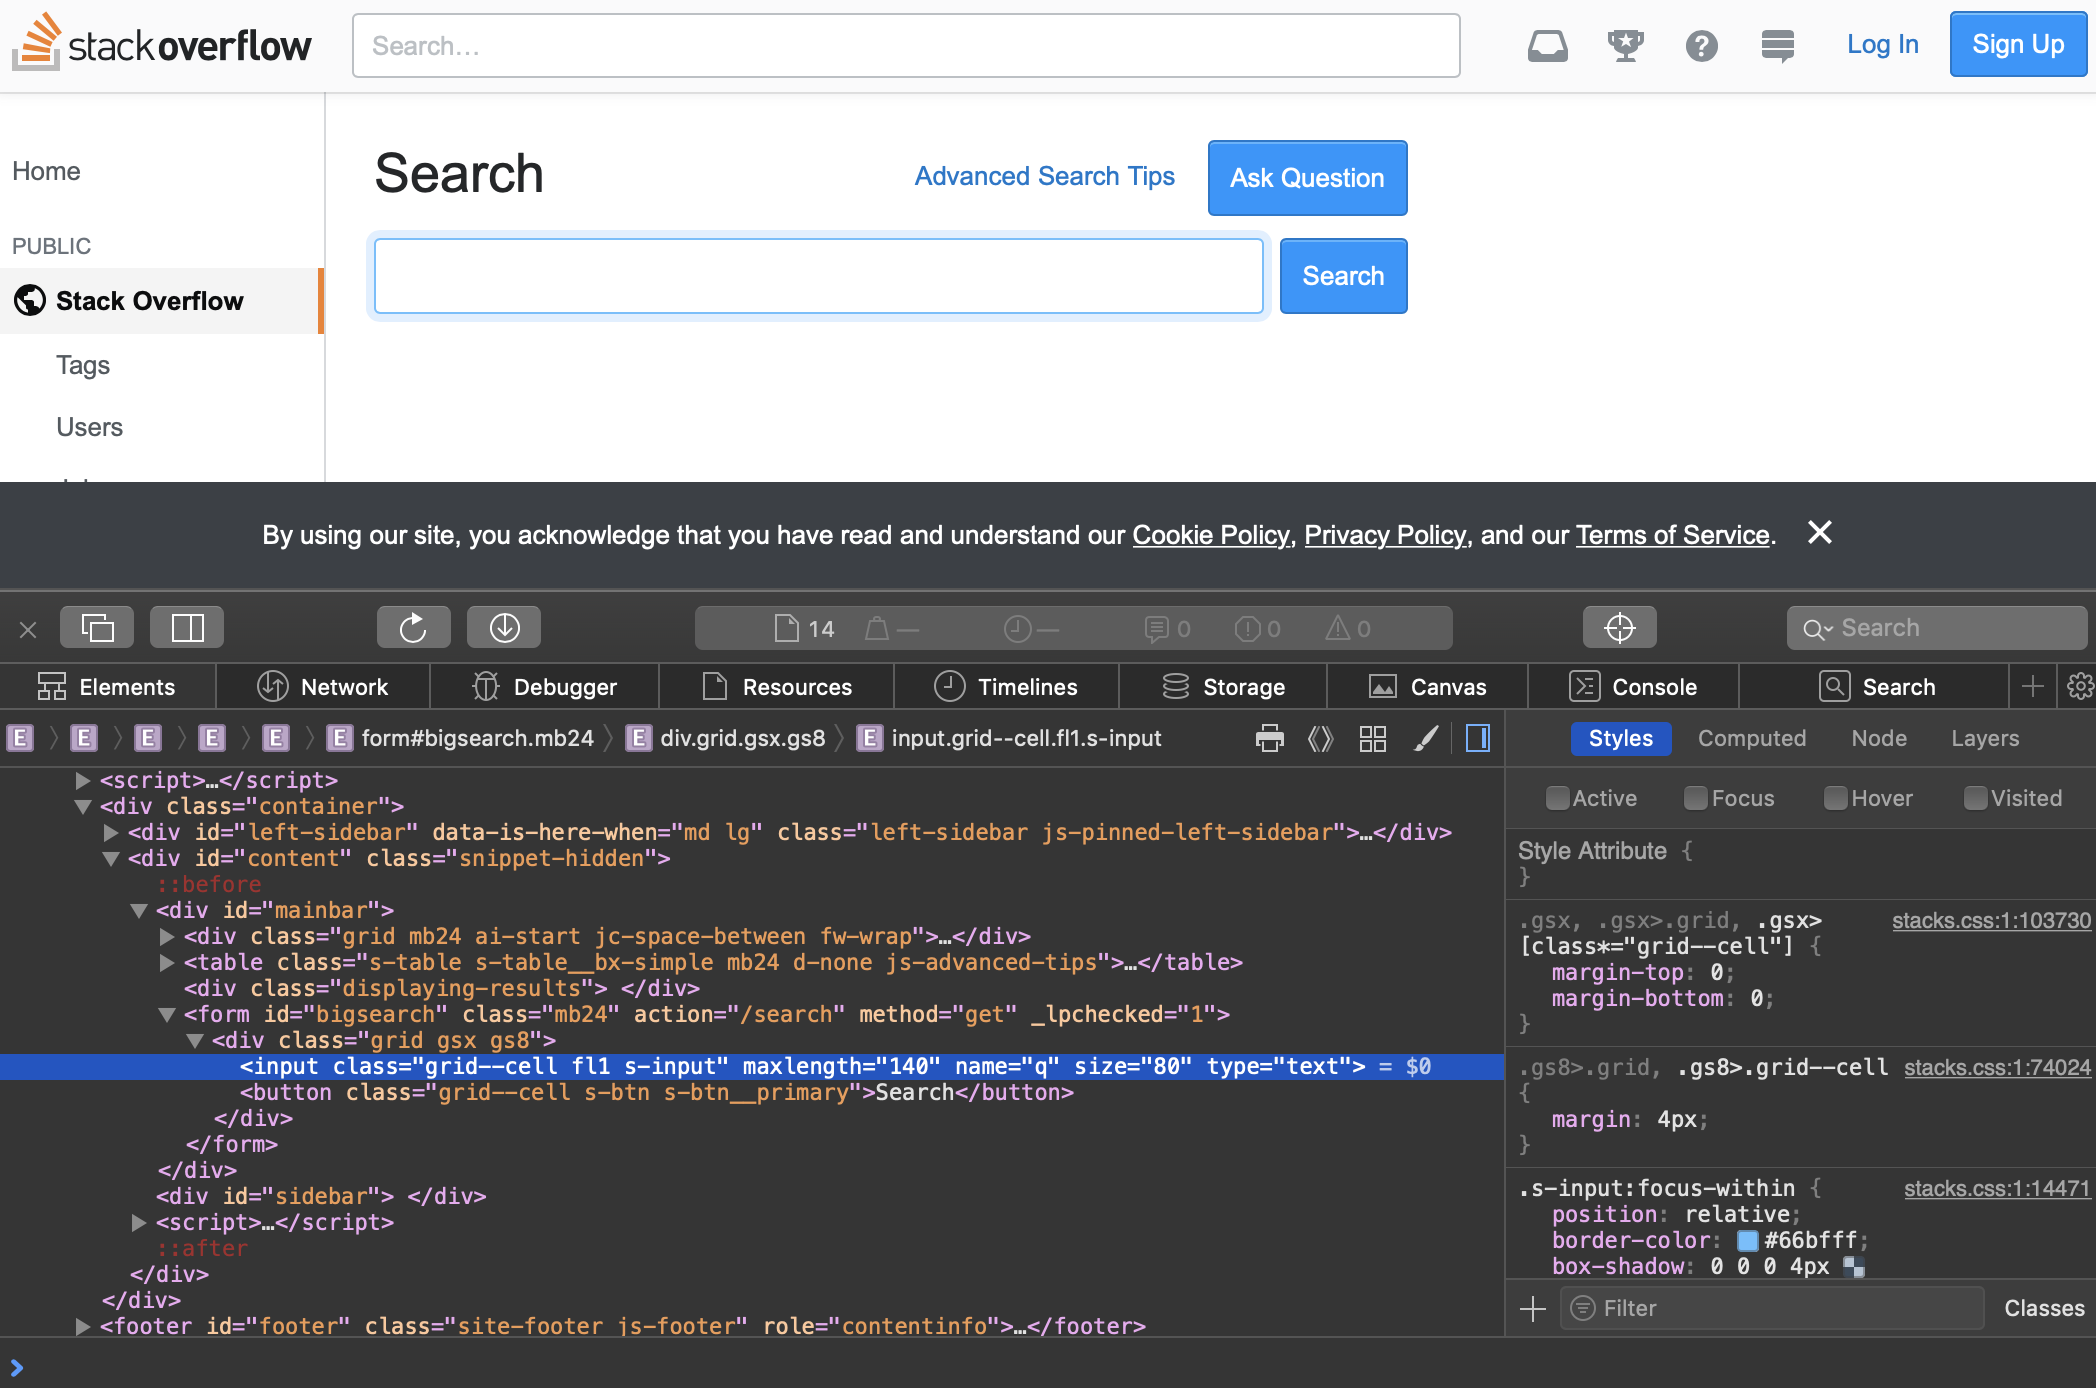 stackoverflow
Search…
Log In
Sign Up
Home
PUBLIC
Stack Overflow
Tags
Users
Search
Advanced Search Tips
Ask Question
Search
By using our site, you acknowledge that you have read and understand our Cookie Policy, Privacy Policy, and our Terms of Service.
14 — — 0 0 0
Search
Elements Network Debugger Resources Timelines Storage Canvas Console Search
E E E E E E form#bigsearch.mb24 E div.grid.gsx.gs8 E input.grid--cell.fl1.s-input
<script>…</script>
<div class="container">
<div id="left-sidebar" data-is-here-when="md lg" class="left-sidebar js-pinned-left-sidebar">…</div>
<div id="content" class="snippet-hidden">
::before
<div id="mainbar">
<div class="grid mb24 ai-start jc-space-between fw-wrap">…</div>
<table class="s-table s-table__bx-simple mb24 d-none js-advanced-tips">…</table>
<div class="displaying-results"> </div>
<form id="bigsearch" class="mb24" action="/search" method="get" _lpchecked="1">
<div class="grid gsx gs8">
<input class="grid--cell fl1 s-input" maxlength="140" name="q" size="80" type="text"> = $0
<button class="grid--cell s-btn s-btn__primary">Search</button>
</div>
</form>
</div>
<div id="sidebar"> </div>
<script>…</script>
::after
</div>
</div>
<footer id="footer" class="site-footer js-footer" role="contentinfo">…</footer>
Styles Computed Node Layers
Active Focus Hover Visited
Style Attribute {
}
.gsx, .gsx>.grid, .gsx> stacks.css:1:103730
[class*="grid--cell"] {
margin-top: 0;
margin-bottom: 0;
}
.gs8>.grid, .gs8>.grid--cell stacks.css:1:74024
{
margin: 4px;
}
.s-input:focus-within { stacks.css:1:14471
position: relative;
border-color: #66bfff;
box-shadow: 0 0 0 4px
Filter
Classes